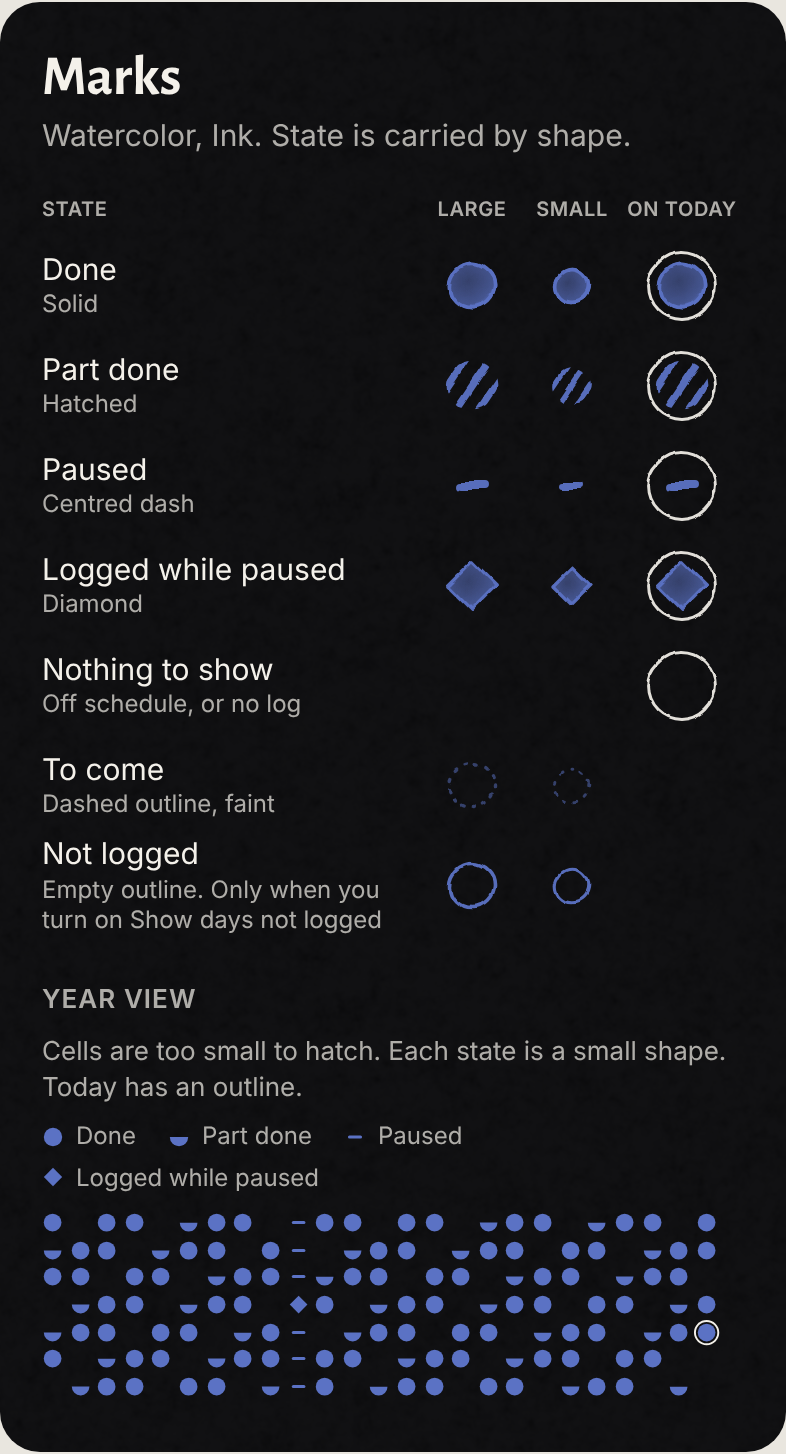 Marks
Watercolor, Ink. State is carried by shape.
STATE LARGE SMALL ON TODAY
Done
Solid
Part done
Hatched
Paused
Centred dash
Logged while paused
Diamond
Nothing to show
Off schedule, or no log
To come
Dashed outline, faint
Not logged
Empty outline. Only when you
turn on Show days not logged
YEAR VIEW
Cells are too small to hatch. Each state is a small shape.
Today has an outline.
Done Part done Paused
Logged while paused